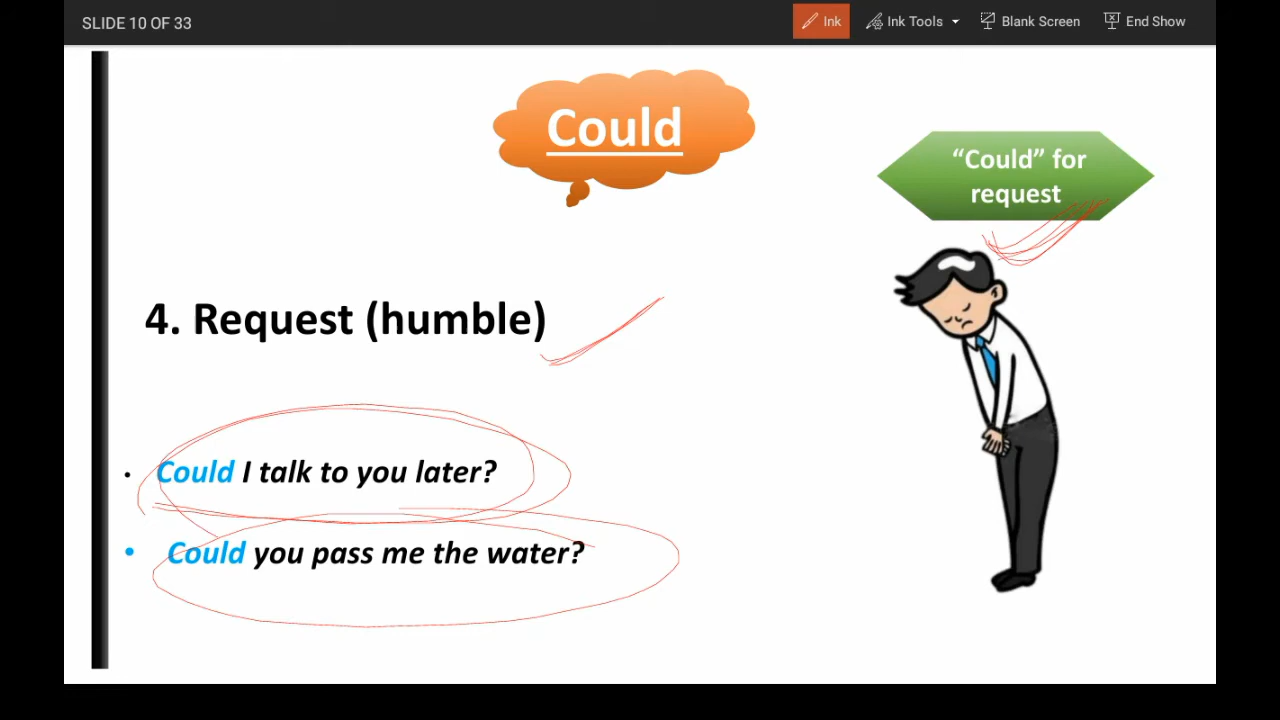 SLIDE 10 OF 33
Ink
Ink Tools
Blank Screen
End Show
Could
“Could” for
request
4. Request (humble)
• Could I talk to you later?
• Could you pass me the water?